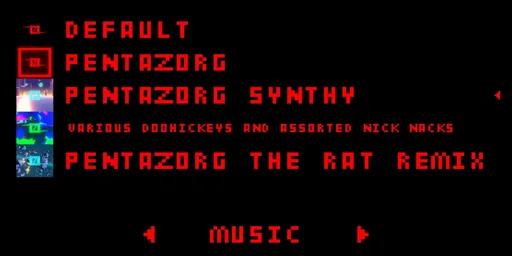 DEFAULT
PENTAZORG
PENTAZORG SYNTHY
VARIOUS DOOHICKEYS AND ASSORTED NICK NACKS
PENTAZORG THE RAT REMIX
MUSIC